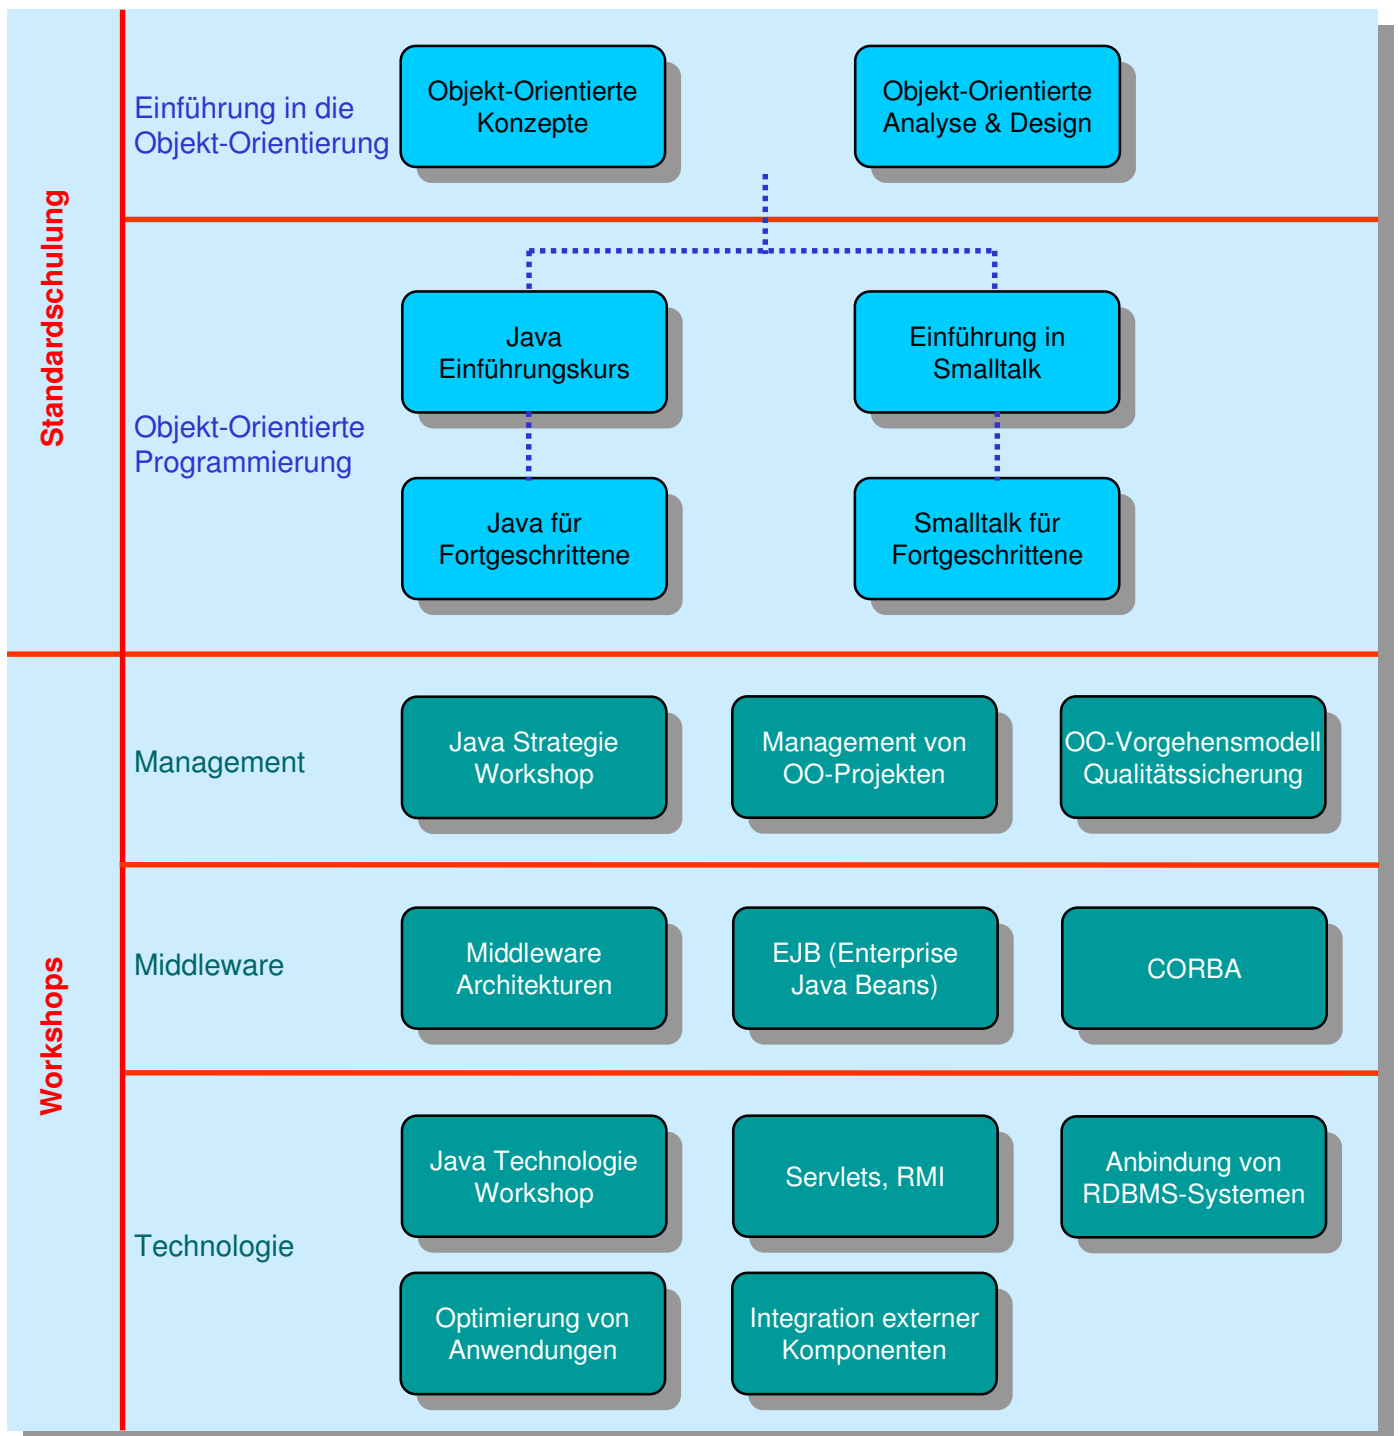 Standardschulung
Einführung in die
Objekt-Orientierung
Objekt-Orientierte
Konzepte
Objekt-Orientierte
Analyse & Design
Objekt-Orientierte
Programmierung
Java
Einführungskurs
Einführung in
Smalltalk
Java für
Fortgeschrittene
Smalltalk für
Fortgeschrittene
Workshops
Management
Java Strategie
Workshop
Management von
OO-Projekten
OO-Vorgehensmodell
Qualitätssicherung
Middleware
Middleware
Architekturen
EJB (Enterprise
Java Beans)
CORBA
Technologie
Java Technologie
Workshop
Servlets, RMI
Anbindung von
RDBMS-Systemen
Optimierung von
Anwendungen
Integration externer
Komponenten